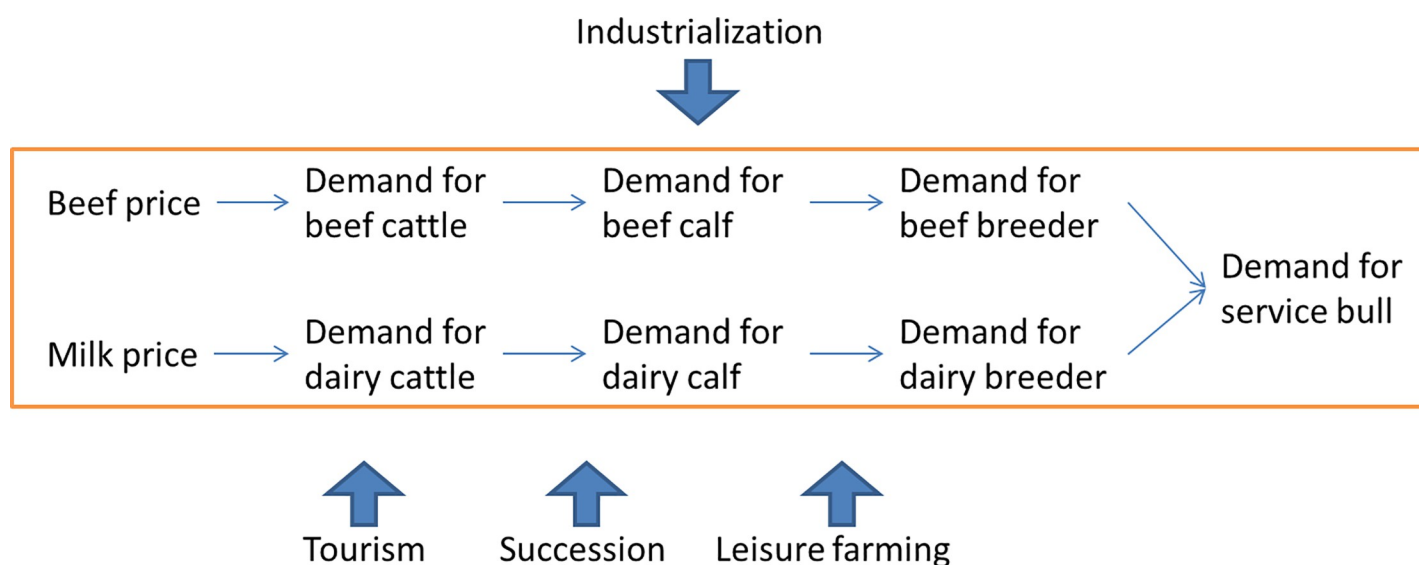 Industrialization
Beef price
Demand for
beef cattle
Demand for
beef calf
Demand for
beef breeder
Demand for
service bull
Milk price
Demand for
dairy cattle
Demand for
dairy calf
Demand for
dairy breeder
Tourism
Succession
Leisure farming